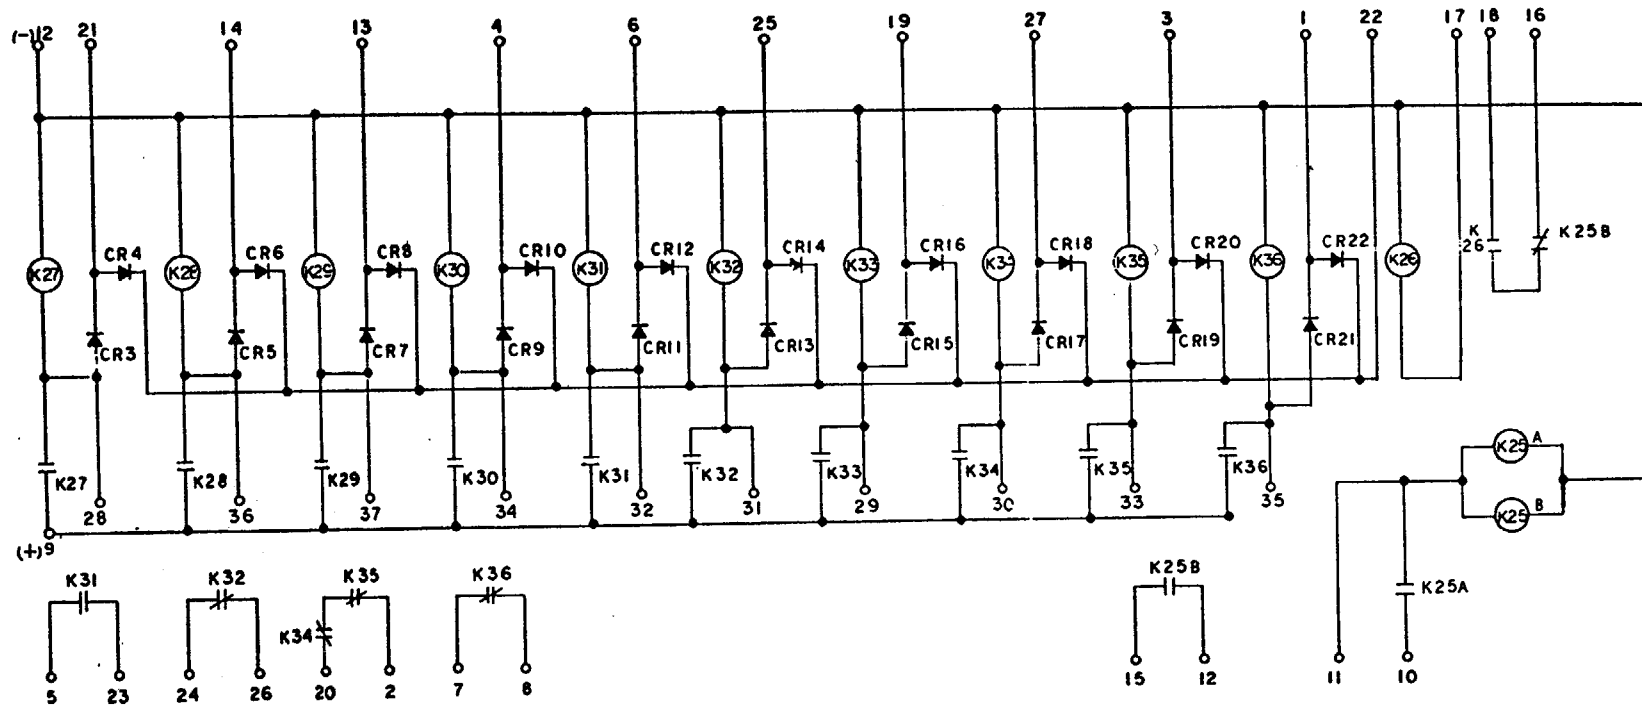 (-)12 21 14 13 4 6 25 19 27 3 1 22 17 18 16
K 26 K25B
CR4 CR6 CR8 CR10 CR12 CR14 CR16 CR18 CR20 CR22
K27 K28 K29 K30 K31 K32 K33 K35 K36 K26
CR3 CR5 CR7 CR9 CR11 CR13 CR15 CR17 CR19 CR21
K27 K28 K29 K30 K31 K32 K33 K34 K35 K36
K25 A
K25 B
28 36 37 34 32 31 29 30 33 35
(+)9
K31 K32 K35 K36 K25B K25A
K34
5 23 24 26 20 2 7 8 15 12 11 10